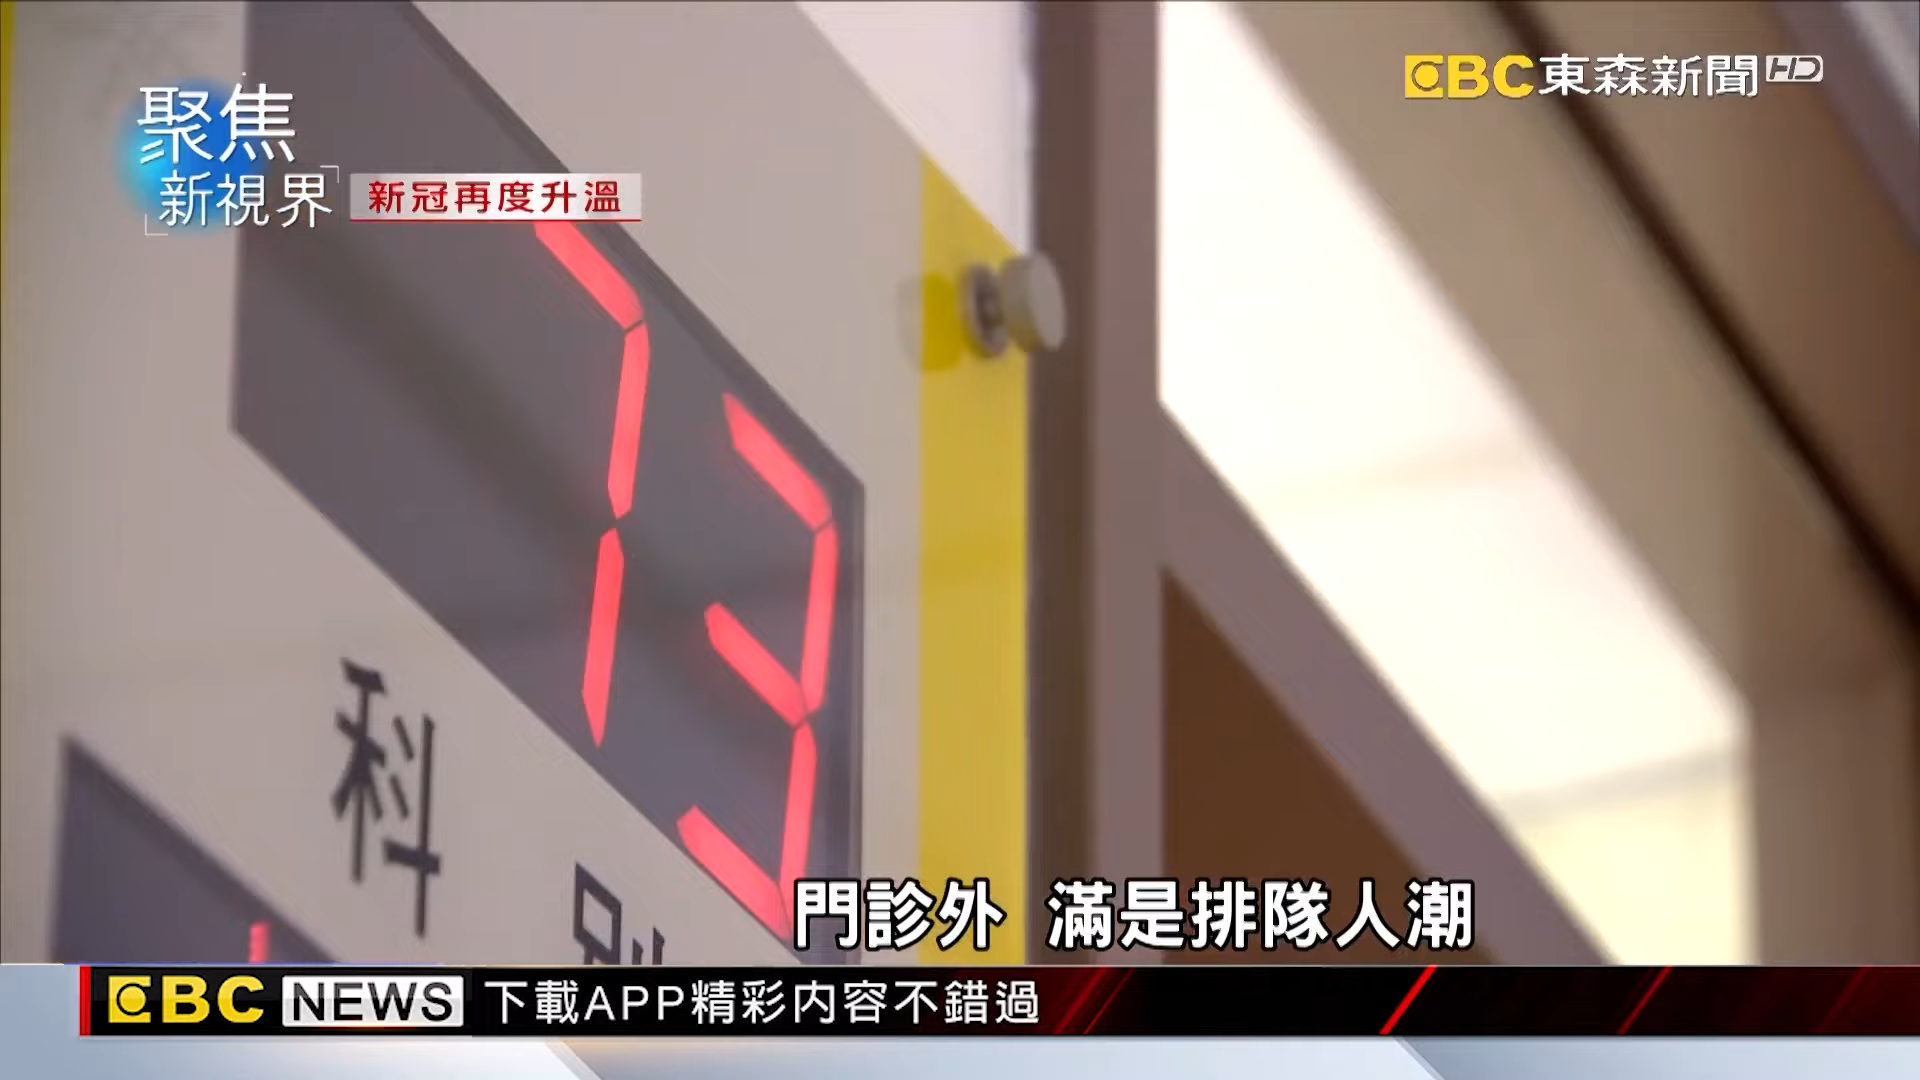 聚焦
新視界
新冠再度升溫
EBC東森新聞HD
73
科別
門診外 滿是排隊人潮
EBC NEWS 下載APP精彩內容不錯過